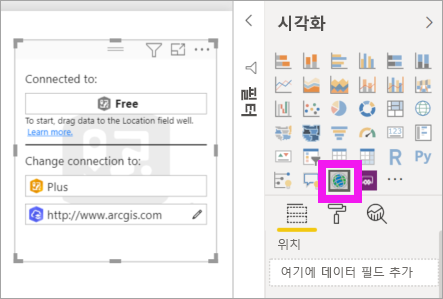 Connected to:
Free
To start, drag data to the Location field well.
Learn more.
Change connection to:
Plus
http://www.arcgis.com
필터
시각화
R
Py
위치
여기에 데이터 필드 추가